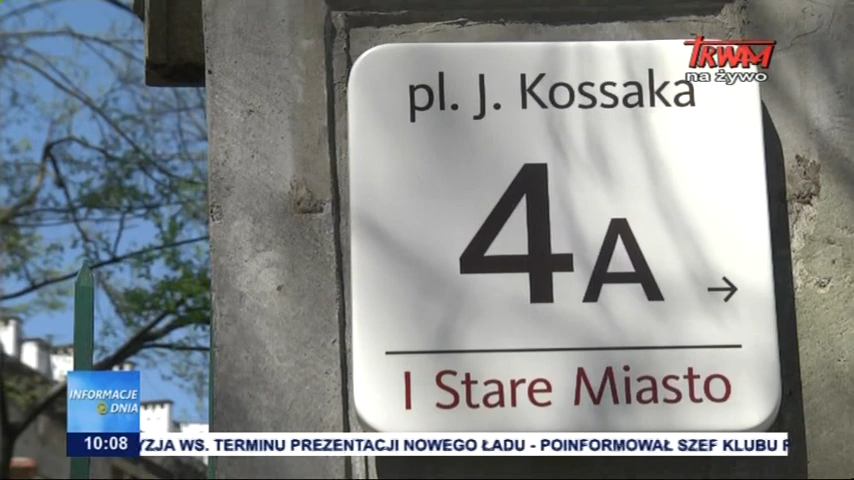 TRWAM
na żywo
pl. J. Kossaka
4A →
I Stare Miasto
INFORMACJE
DNIA
10:08
YZJA WS. TERMINU PREZENTACJI NOWEGO ŁADU - POINFORMOWAŁ SZEF KLUBU